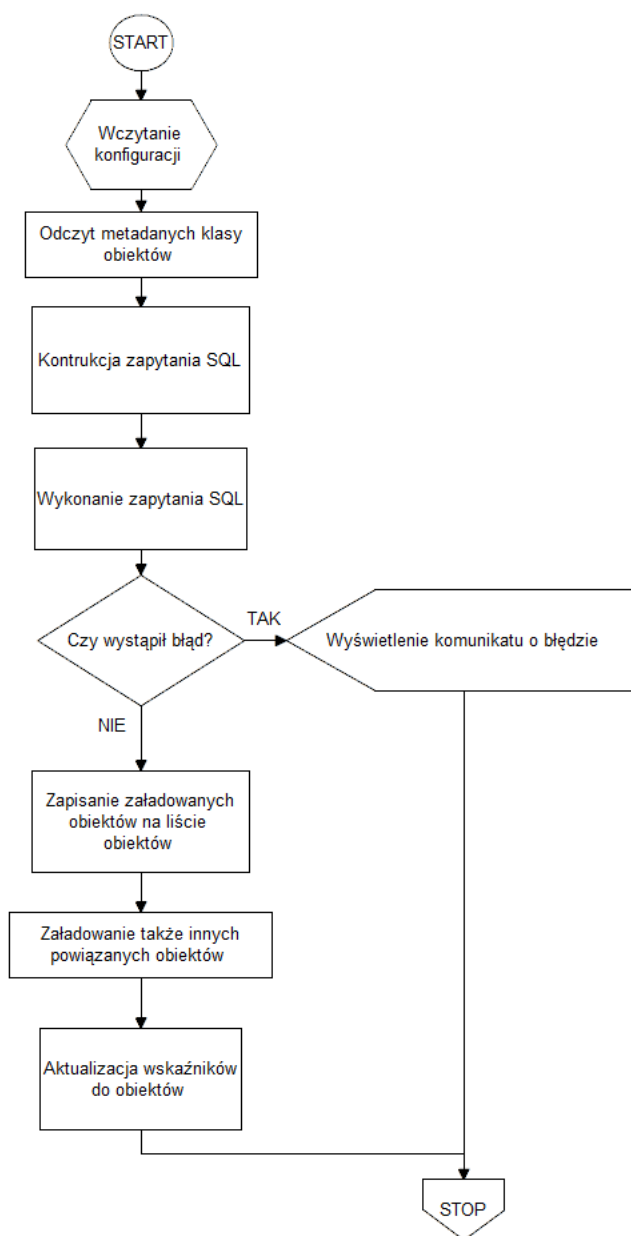 START
Wczytanie
konfiguracji
Odczyt metadanych klasy
obiektów
Kontrukcja zapytania SQL
Wykonanie zapytania SQL
Czy wystąpił błąd?
TAK
Wyświetlenie komunikatu o błędzie
NIE
Zapisanie załadowanych
obiektów na liście
obiektów
Załadowanie także innych
powiązanych obiektów
Aktualizacja wskaźników
do obiektów
STOP